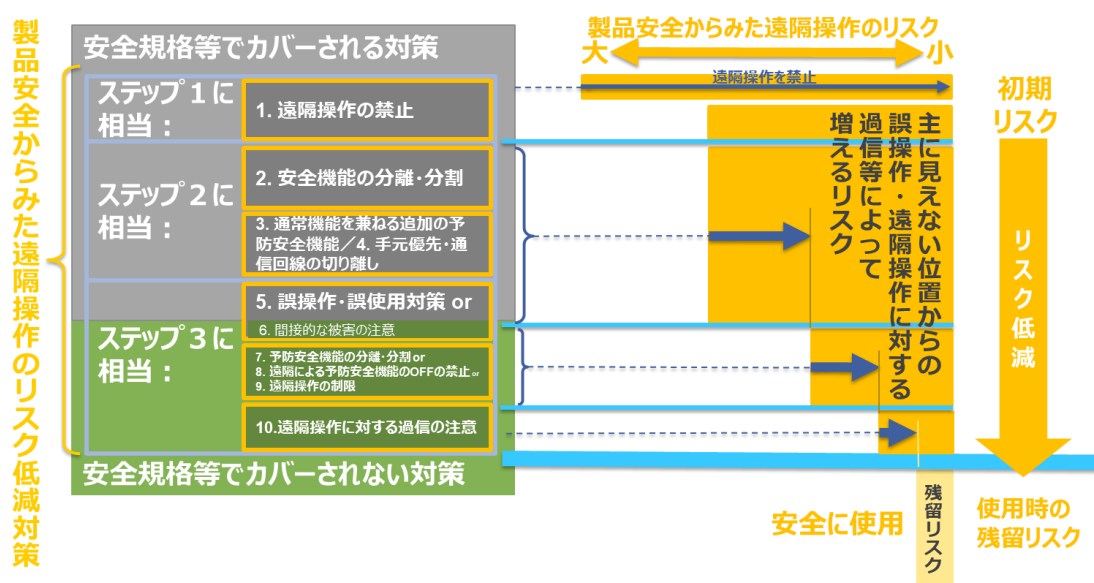 製品安全からみた遠隔操作のリスク低減対策
安全規格等でカバーされる対策
ステップ1に
相当：
1. 遠隔操作の禁止
ステップ2に
相当：
2. 安全機能の分離・分割
3. 通常機能を兼ねる追加の予
防安全機能／4. 手元優先・通
信回線の切り離し
5. 誤操作・誤使用対策 or
6. 間接的な被害の注意
ステップ3に
相当：
7. 予防安全機能の分離・分割 or
8. 遠隔による予防安全機能のOFFの禁止 or
9. 遠隔操作の制限
10.遠隔操作に対する過信の注意
安全規格等でカバーされない対策
製品安全からみた遠隔操作のリスク
大
小
遠隔操作を禁止
主に見えない位置からの
誤操作・遠隔操作に対する
過信等によって
増えるリスク
初期
リスク
リスク低減
安全に使用
残留リスク
使用時の
残留リスク